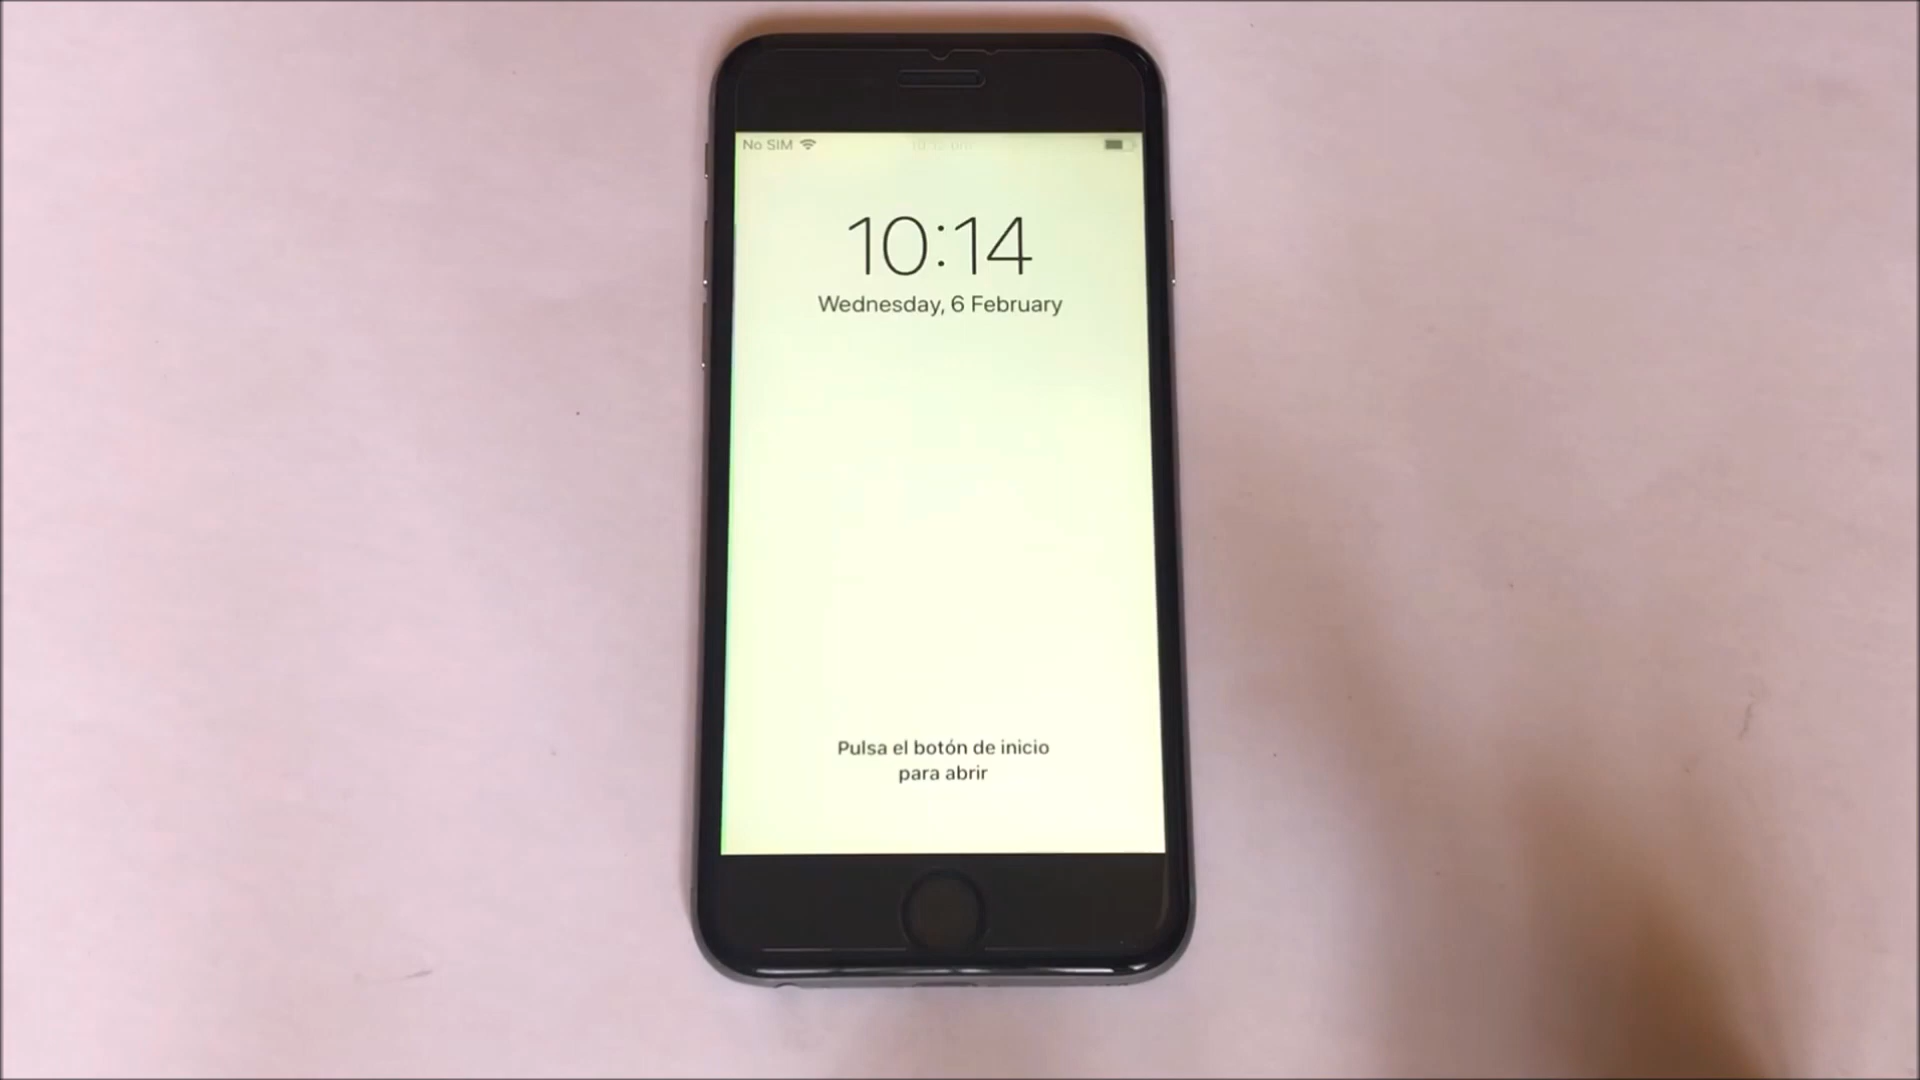 No SIM
10:14
Wednesday, 6 February
Pulsa el botón de inicio
para abrir